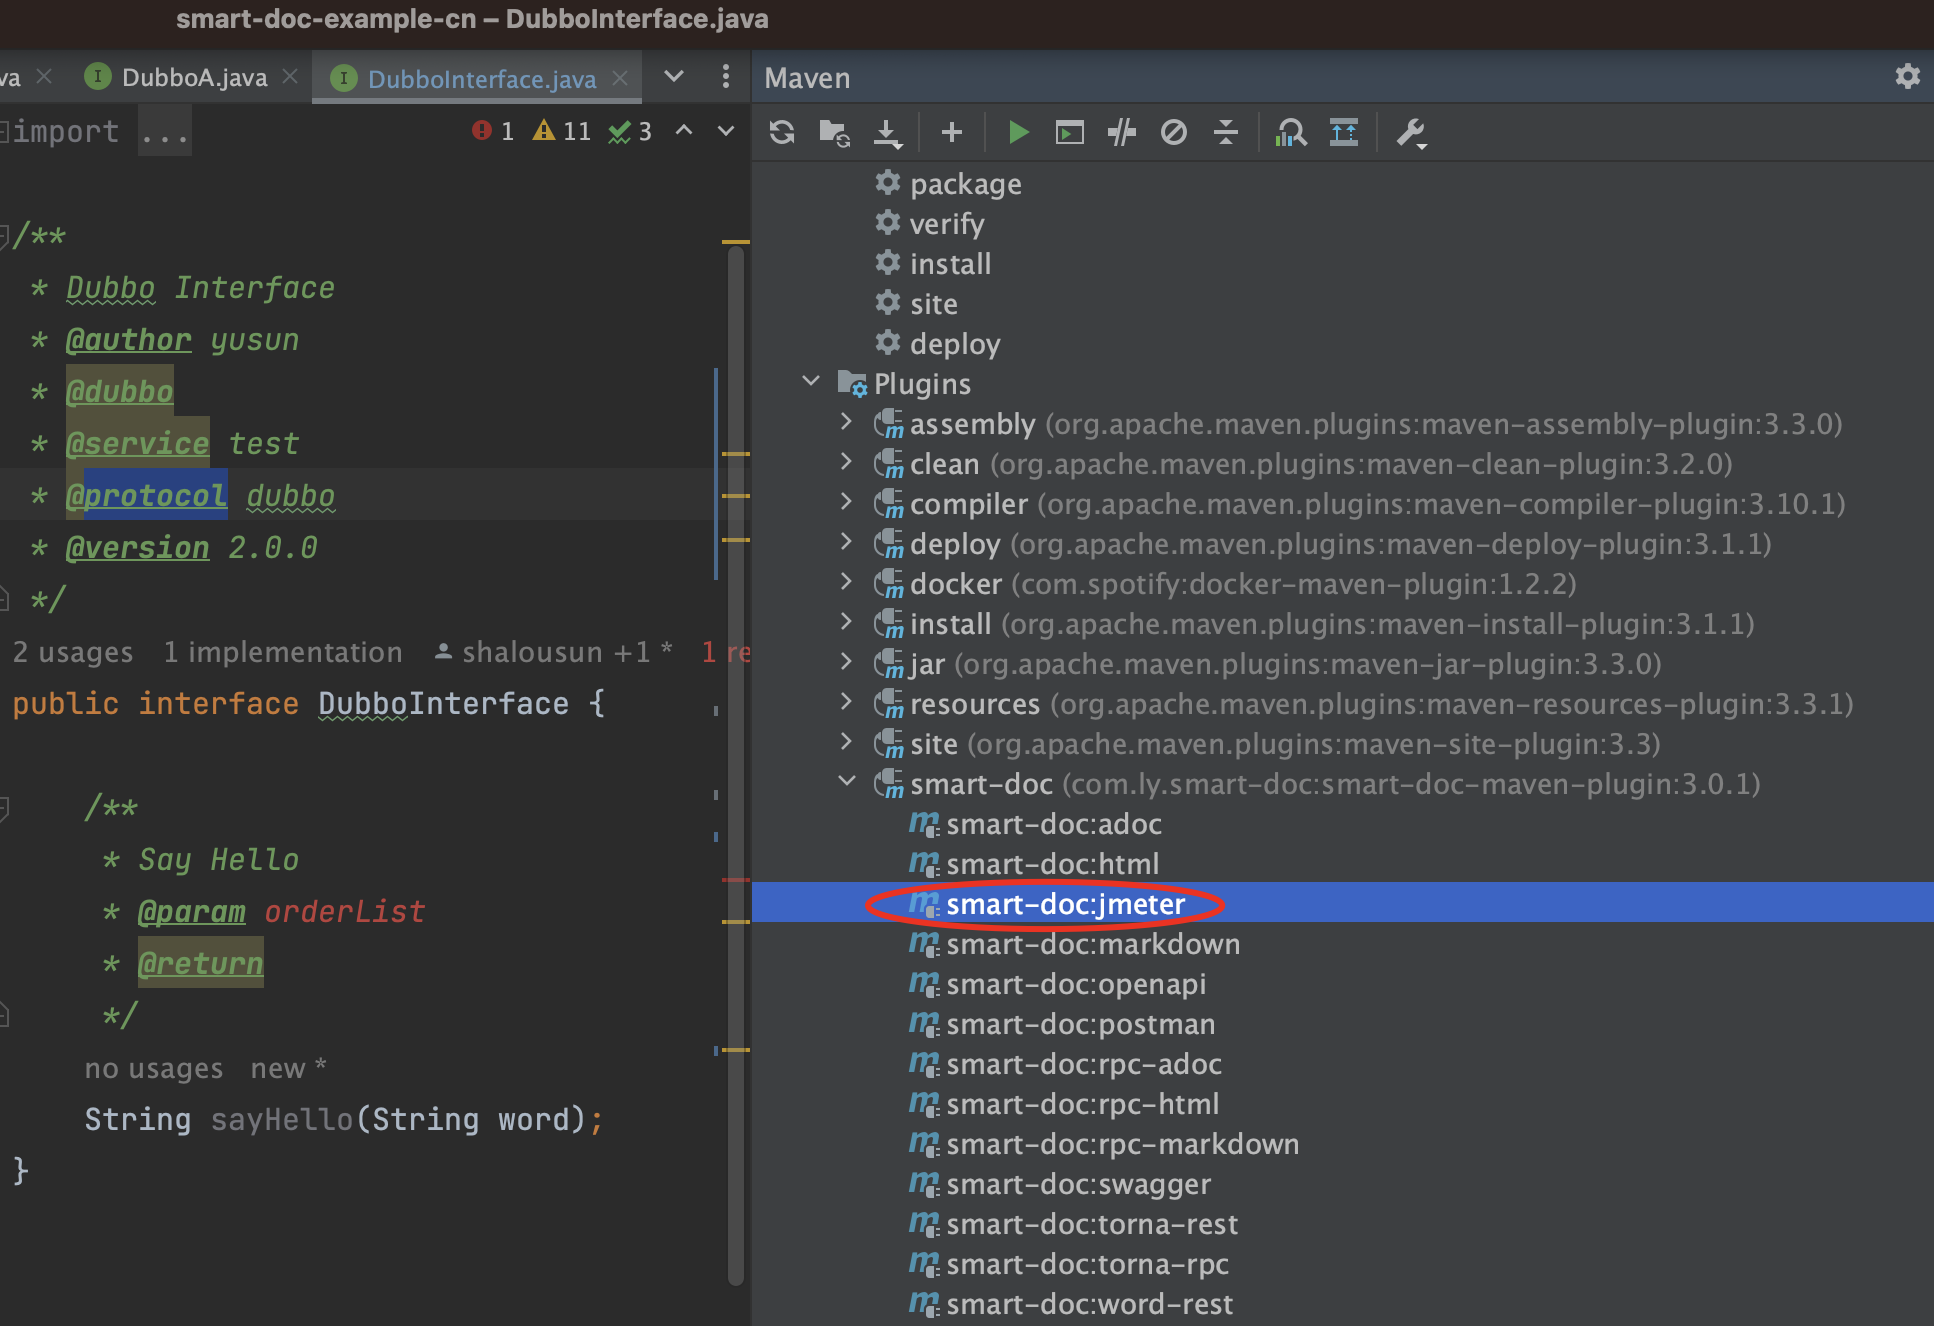 smart-doc-example-cn – DubboInterface.java
va
DubboA.java
DubboInterface.java
import ...
1 11 3
/**
* Dubbo Interface
* @author yusun
* @dubbo
* @service test
* @protocol dubbo
* @version 2.0.0
*/
2 usages 1 implementation shalousun +1 * 1 re
public interface DubboInterface {
/**
* Say Hello
* @param orderList
* @return
*/
no usages new *
String sayHello(String word);
}
Maven
package
verify
install
site
deploy
Plugins
assembly (org.apache.maven.plugins:maven-assembly-plugin:3.3.0)
clean (org.apache.maven.plugins:maven-clean-plugin:3.2.0)
compiler (org.apache.maven.plugins:maven-compiler-plugin:3.10.1)
deploy (org.apache.maven.plugins:maven-deploy-plugin:3.1.1)
docker (com.spotify:docker-maven-plugin:1.2.2)
install (org.apache.maven.plugins:maven-install-plugin:3.1.1)
jar (org.apache.maven.plugins:maven-jar-plugin:3.3.0)
resources (org.apache.maven.plugins:maven-resources-plugin:3.3.1)
site (org.apache.maven.plugins:maven-site-plugin:3.3)
smart-doc (com.ly.smart-doc:smart-doc-maven-plugin:3.0.1)
smart-doc:adoc
smart-doc:html
smart-doc:jmeter
smart-doc:markdown
smart-doc:openapi
smart-doc:postman
smart-doc:rpc-adoc
smart-doc:rpc-html
smart-doc:rpc-markdown
smart-doc:swagger
smart-doc:torna-rest
smart-doc:torna-rpc
smart-doc:word-rest